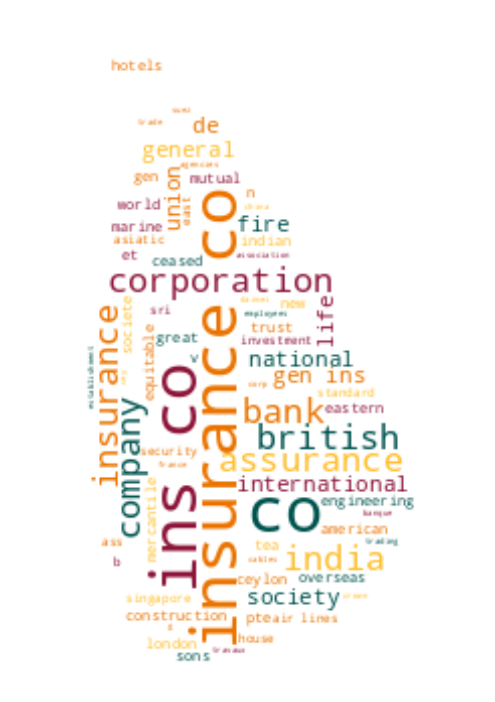 hotels
suez
trade
de
general
agencies
gen
mutual
union
east
n
world
china
marine
fire
asiatic
indian
et
ceased
association
co
corporation
sri
new
employers
societe
insurance
life
trust
great
investment
equitable
v
national
establishment
gen ins
corp
standard
bank
eastern
company
british
security
assurance
france
international
ins co
insurance
mercantile
co
engineering
banque
american
ass
trading
tea
b
india
cables
ceylon
overseas
singapore
society
construction
pte
air lines
house
london
travaux
sons